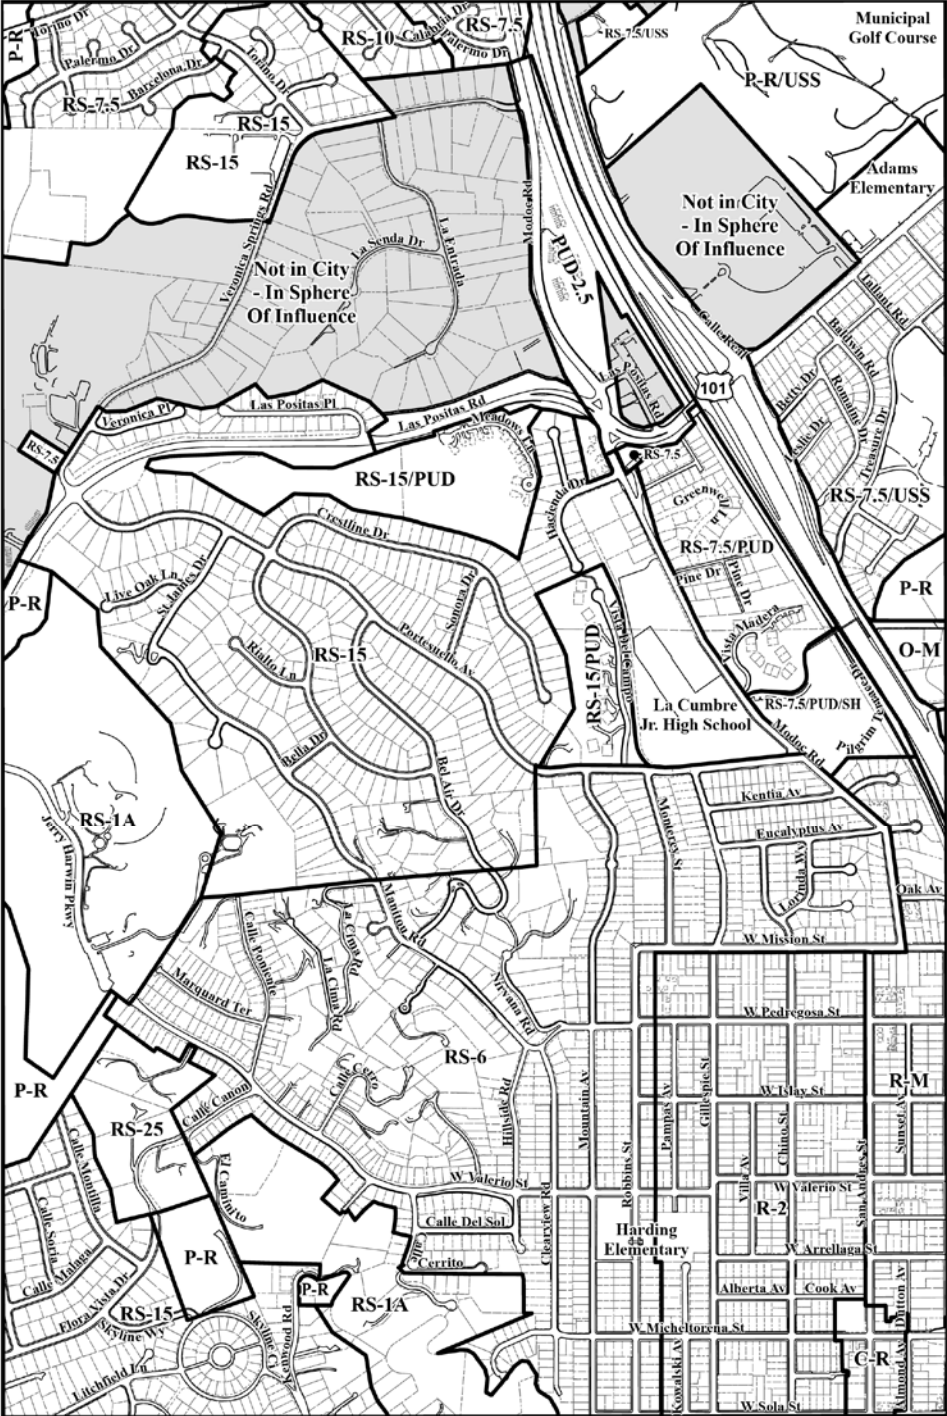 Municipal
Golf Course
P-R
Torino Dr
Palermo Dr
Barcelona Dr
Torino Dr
RS-7.5
RS-15
RS-15
RS-10
Calabria Dr
RS-7.5
Palermo Dr
RS-7.5/USS
P-R/USS
Adams
Elementary
Not in City
- In Sphere
Of Influence
Veronica Springs Rd
La Senda Dr
La Entrada
Modoc Rd
Not in City
- In Sphere
Of Influence
PUD-2.5
Calle Real
Tallant Rd
Baldwin Rd
Betty Dr
Romaine Dr
Treasure Dr
Las Positas Rd
101
Veronica Pl
Las Positas Pl
Las Positas Rd
Meadows Ln
RS-7.5
RS-7.5
RS-15/PUD
Hacienda Dr
Greenwell Ln
RS-7.5/USS
RS-7.5/PUD
Crestline Dr
Live Oak Ln
St James Dr
Sonora Dr
Pine Dr
Pine Dr
P-R
P-R
Portesuello Av
RS-15
Rialto Ln
Vista Del Campo
RS-15/PUD
Vista Madera
O-M
La Cumbre
Jr. High School
RS-7.5/PUD/SH
Modoc Rd
Pilgrim Terrace Dr
Bella Dr
Bel Air Dr
Kentia Av
Monterey St
Eucalyptus Av
RS-1A
Jerry Harwin Pkwy
Lorinda Wy
Oak Av
W Mission St
Manitou Rd
La Cima Rd
La Cima Rd
Calle Poniente
Marquard Ter
Nirvana Rd
W Pedregosa St
RS-6
Calle Cerro
P-R
RS-25
Calle Canon
Hillside Rd
Mountain Av
Pampas Av
Gillespie St
W Islay St
R-M
Sunset Av
Chino St
San Andres St
Robbins St
Villa Av
El Caminito
Calle Montilla
Calle Soria
Calle Malaga
W Valerio St
W Valerio St
R-2
Calle Del Sol
Clearview Rd
Harding
Elementary
W Arrellaga St
Calle
Cerrito
P-R
Flora Vista Dr
RS-15
Skyline Wy
Skyline Cr
Kenwood Rd
P-R
RS-1A
Alberta Av
Cook Av
Dutton Av
W Micheltorena St
Kowalski Av
C-R
Almond Av
Litchfield Ln
W Sola St